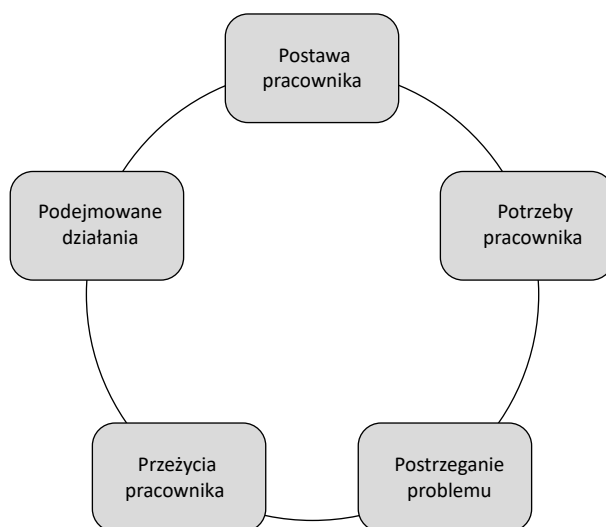 Postawa
pracownika
Potrzeby
pracownika
Postrzeganie
problemu
Przeżycia
pracownika
Podejmowane
działania